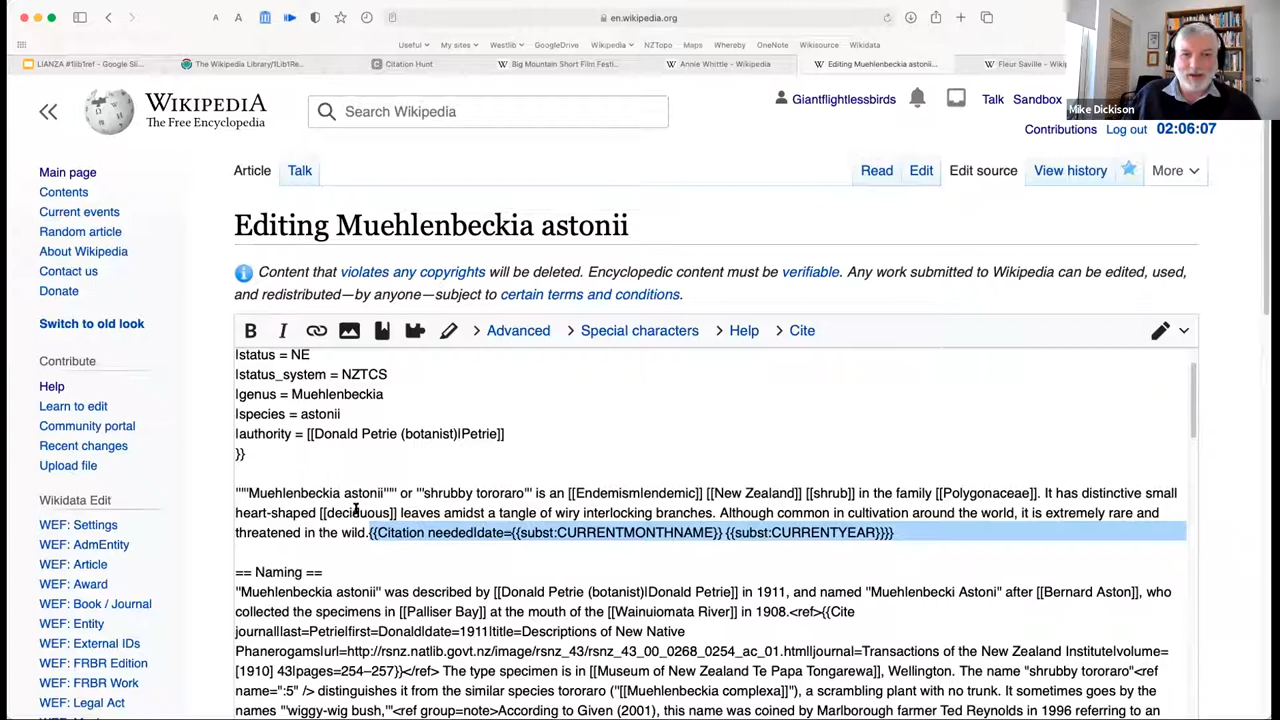 A A
en.wikipedia.org
Useful My sites Westlib GoogleDrive Wikipedia NZTopo Maps Whereby OneNote Wikisource Wikidata
LIANZA #1lib1ref - Google Sli...
The Wikipedia Library/1Lib1Re...
Citation Hunt
Big Mountain Short Film Festi...
Annie Whittle - Wikipedia
Editing Muehlenbeckia astonii...
Fleur Saville - Wikip
Mike Dickison
WIKIPEDIA
The Free Encyclopedia
Search Wikipedia
Giantflightlessbirds
Talk Sandbox
Contributions Log out 02:06:07
Main page
Contents
Current events
Random article
About Wikipedia
Contact us
Donate
Switch to old look
Contribute
Help
Learn to edit
Community portal
Recent changes
Upload file
Wikidata Edit
WEF: Settings
WEF: AdmEntity
WEF: Article
WEF: Award
WEF: Book / Journal
WEF: Entity
WEF: External IDs
WEF: FRBR Edition
WEF: FRBR Work
WEF: Legal Act
Article Talk Read Edit Edit source View history More
Editing Muehlenbeckia astonii
Content that violates any copyrights will be deleted. Encyclopedic content must be verifiable. Any work submitted to Wikipedia can be edited, used,
and redistributed—by anyone—subject to certain terms and conditions.
B I Advanced Special characters Help Cite
|status = NE
|status_system = NZTCS
|genus = Muehlenbeckia
|species = astonii
|authority = [[Donald Petrie (botanist)|Petrie]]
}}
'''''Muehlenbeckia astonii''''' or '''shrubby tororaro''' is an [[Endemism|endemic]] [[New Zealand]] [[shrub]] in the family [[Polygonaceae]]. It has distinctive small
heart-shaped [[deciduous]] leaves amidst a tangle of wiry interlocking branches. Although common in cultivation around the world, it is extremely rare and
threatened in the wild.{{Citation needed|date={{subst:CURRENTMONTHNAME}} {{subst:CURRENTYEAR}}}}
== Naming ==
''Muehlenbeckia astonii'' was described by [[Donald Petrie (botanist)|Donald Petrie]] in 1911, and named "Muehlenbecki Astoni" after [[Bernard Aston]], who
collected the specimens in [[Palliser Bay]] at the mouth of the [[Wainuiomata River]] in 1908.<ref>{{Cite
journal|last=Petrie|first=Donald|date=1911|title=Descriptions of New Native
Phanerogams|url=http://rsnz.natlib.govt.nz/image/rsnz_43/rsnz_43_00_0268_0254_ac_01.html|journal=Transactions of the New Zealand Institute|volume=
[1910] 43|pages=254–257}}</ref> The type specimen is in [[Museum of New Zealand Te Papa Tongarewa]], Wellington. The name "shrubby tororaro"<ref
name=":5" /> distinguishes it from the similar species tororaro (''[[Muehlenbeckia complexa]]''), a scrambling plant with no trunk. It sometimes goes by the
names '''wiggy-wig bush,'''<ref group=note>According to Given (2001), this name was coined by Marlborough farmer Ted Reynolds in 1996 referring to an